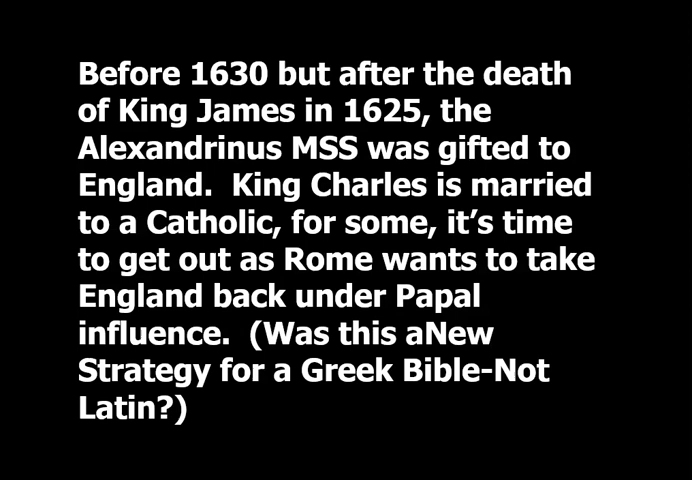 Before 1630 but after the death
of King James in 1625, the
Alexandrinus MSS was gifted to
England.  King Charles is married
to a Catholic, for some, it’s time
to get out as Rome wants to take
England back under Papal
influence.  (Was this aNew
Strategy for a Greek Bible-Not
Latin?)